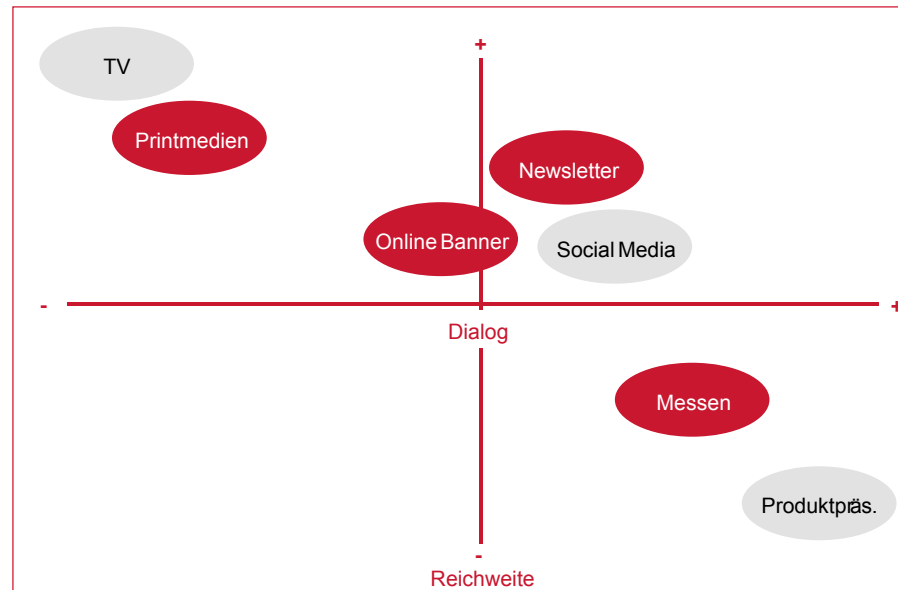 TV
+
Printmedien
Newsletter
Online Banner
Social Media
-
+
Dialog
Messen
Produktpräs.
-
Reichweite